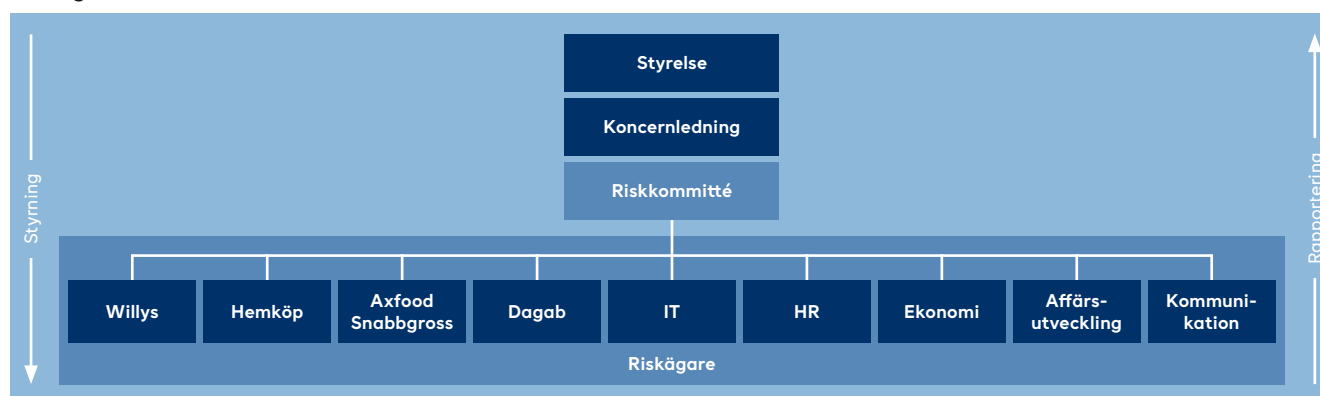 Styrelse
Koncernledning
Riskkommitté
Styrning
Rapportering
Willys
Hemköp
Axfood
Snabbgross
Dagab
IT
HR
Ekonomi
Affärs-
utveckling
Kommuni-
kation
Riskägare